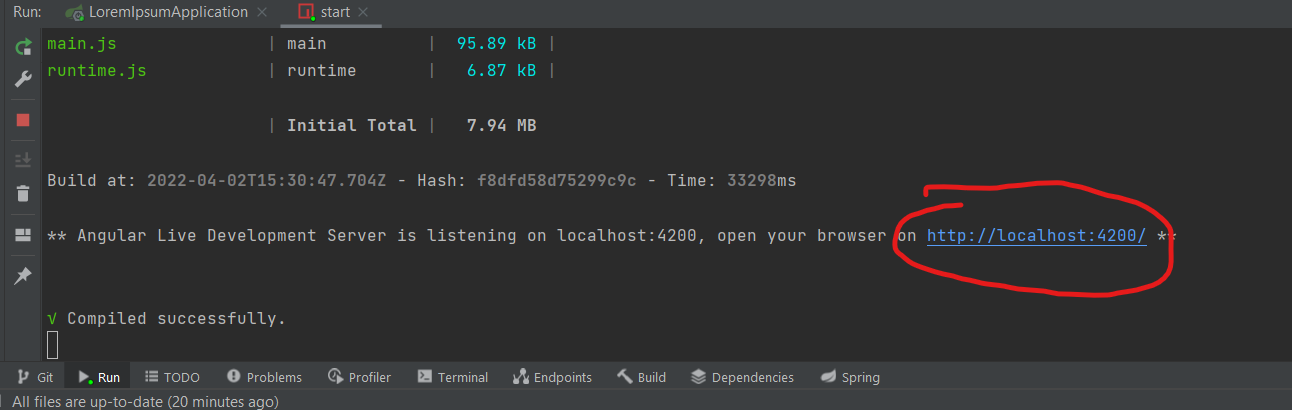 Run: LoremIpsumApplication × start ×
main.js | main | 95.89 kB |
runtime.js | runtime | 6.87 kB |
| Initial Total | 7.94 MB
Build at: 2022-04-02T15:30:47.704Z - Hash: f8dfd58d75299c9c - Time: 33298ms
** Angular Live Development Server is listening on localhost:4200, open your browser on http://localhost:4200/ **
√ Compiled successfully.
Git Run TODO Problems Profiler Terminal Endpoints Build Dependencies Spring
All files are up-to-date (20 minutes ago)